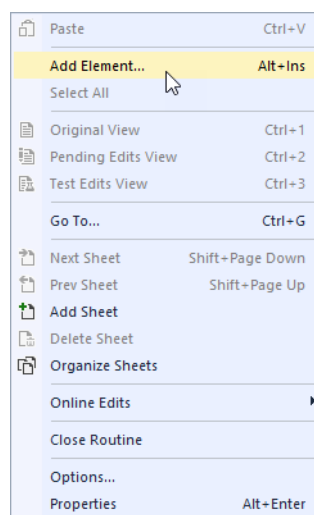 Paste Ctrl+V
Add Element... Alt+Ins
Select All
Original View Ctrl+1
Pending Edits View Ctrl+2
Test Edits View Ctrl+3
Go To... Ctrl+G
Next Sheet Shift+Page Down
Prev Sheet Shift+Page Up
Add Sheet
Delete Sheet
Organize Sheets
Online Edits
Close Routine
Options...
Properties Alt+Enter